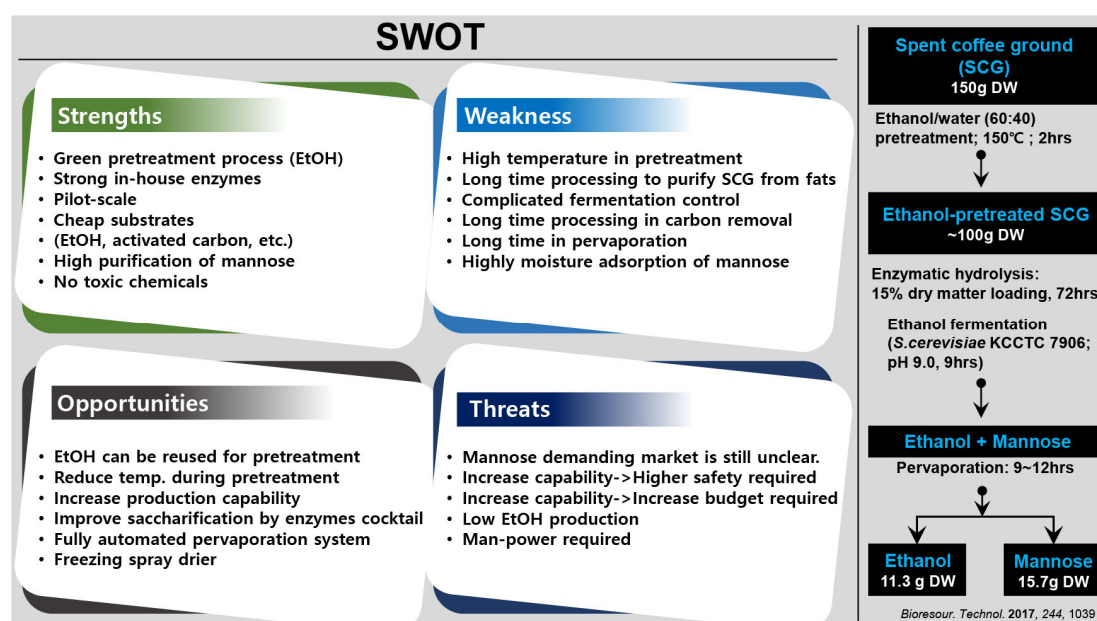 SWOT
Strengths
• Green pretreatment process (EtOH)
• Strong in-house enzymes
• Pilot-scale
• Cheap substrates
• (EtOH, activated carbon, etc.)
• High purification of mannose
• No toxic chemicals
Weakness
• High temperature in pretreatment
• Long time processing to purify SCG from fats
• Complicated fermentation control
• Long time processing in carbon removal
• Long time in pervaporation
• Highly moisture adsorption of mannose
Opportunities
• EtOH can be reused for pretreatment
• Reduce temp. during pretreatment
• Increase production capability
• Improve saccharification by enzymes cocktail
• Fully automated pervaporation system
• Freezing spray drier
Threats
• Mannose demanding market is still unclear.
• Increase capability->Higher safety required
• Increase capability->Increase budget required
• Low EtOH production
• Man-power required
Spent coffee ground
(SCG)
150g DW
Ethanol/water (60:40)
pretreatment; 150℃ ; 2hrs
Ethanol-pretreated SCG
~100g DW
Enzymatic hydrolysis:
15% dry matter loading, 72hrs
Ethanol fermentation
(S.cerevisiae KCCTC 7906;
pH 9.0, 9hrs)
Ethanol + Mannose
Pervaporation: 9~12hrs
Ethanol
11.3 g DW
Mannose
15.7g DW
Bioresour. Technol. 2017, 244, 1039